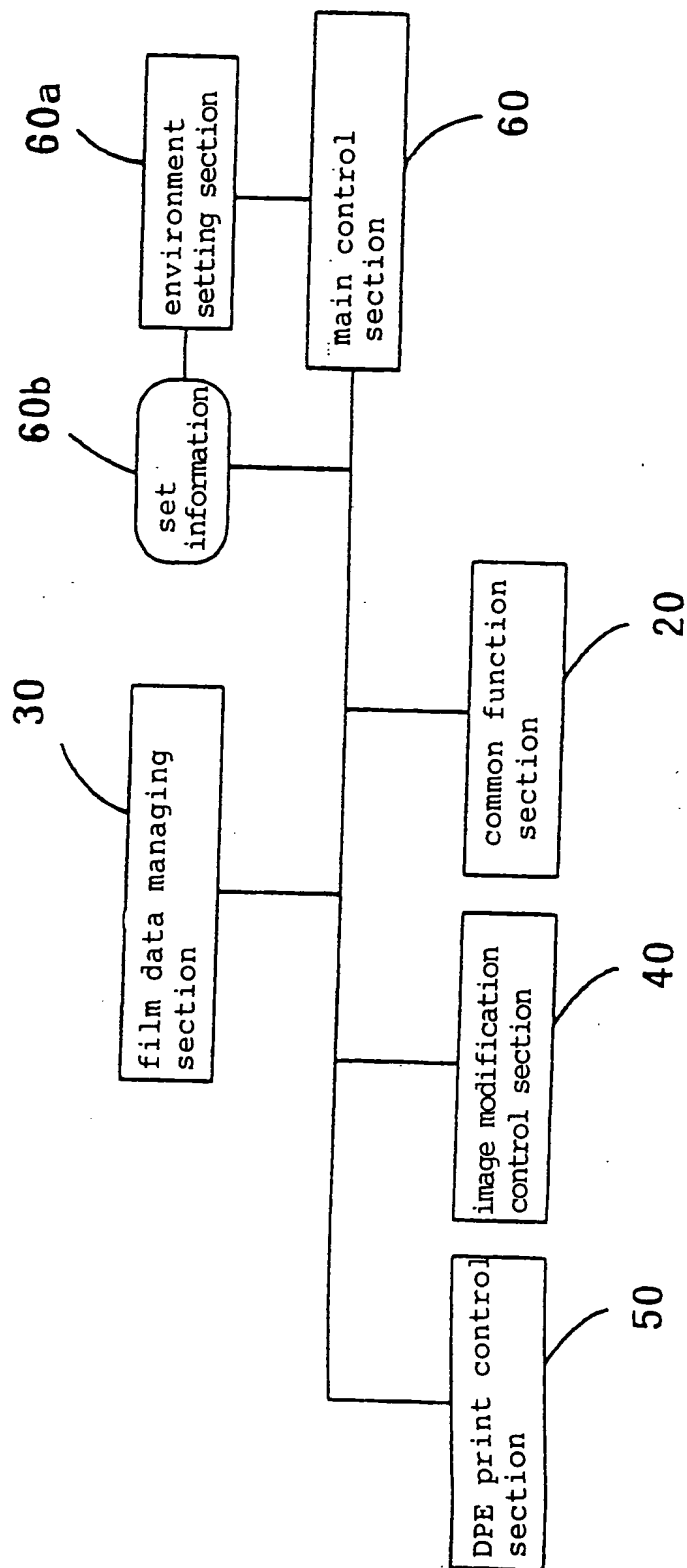 60a
environment
setting section
60b
set
information
60
main control
section
30
film data managing
section
20
common function
section
40
image modification
control section
50
DPE print control
section